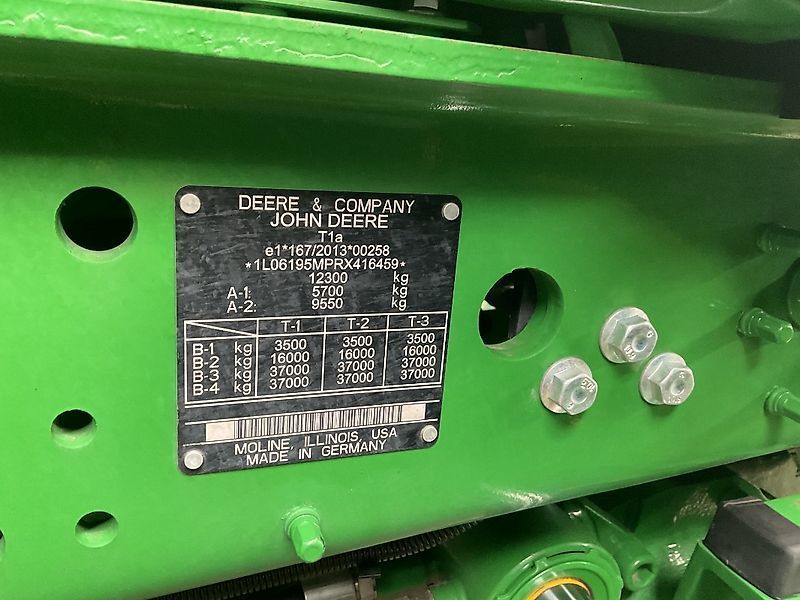 DEERE & COMPANY
JOHN DEERE
T1a
e1*167/2013*00258
*1L06195MPRX416459*
12300 kg
A-1: 5700 kg
A-2: 9550 kg
T-1 T-2 T-3
B-1 kg 3500 3500 3500
B-2 kg 16000 16000 16000
B-3 kg 37000 37000 37000
B-4 kg 37000 37000 37000
MOLINE, ILLINOIS, USA
MADE IN GERMANY